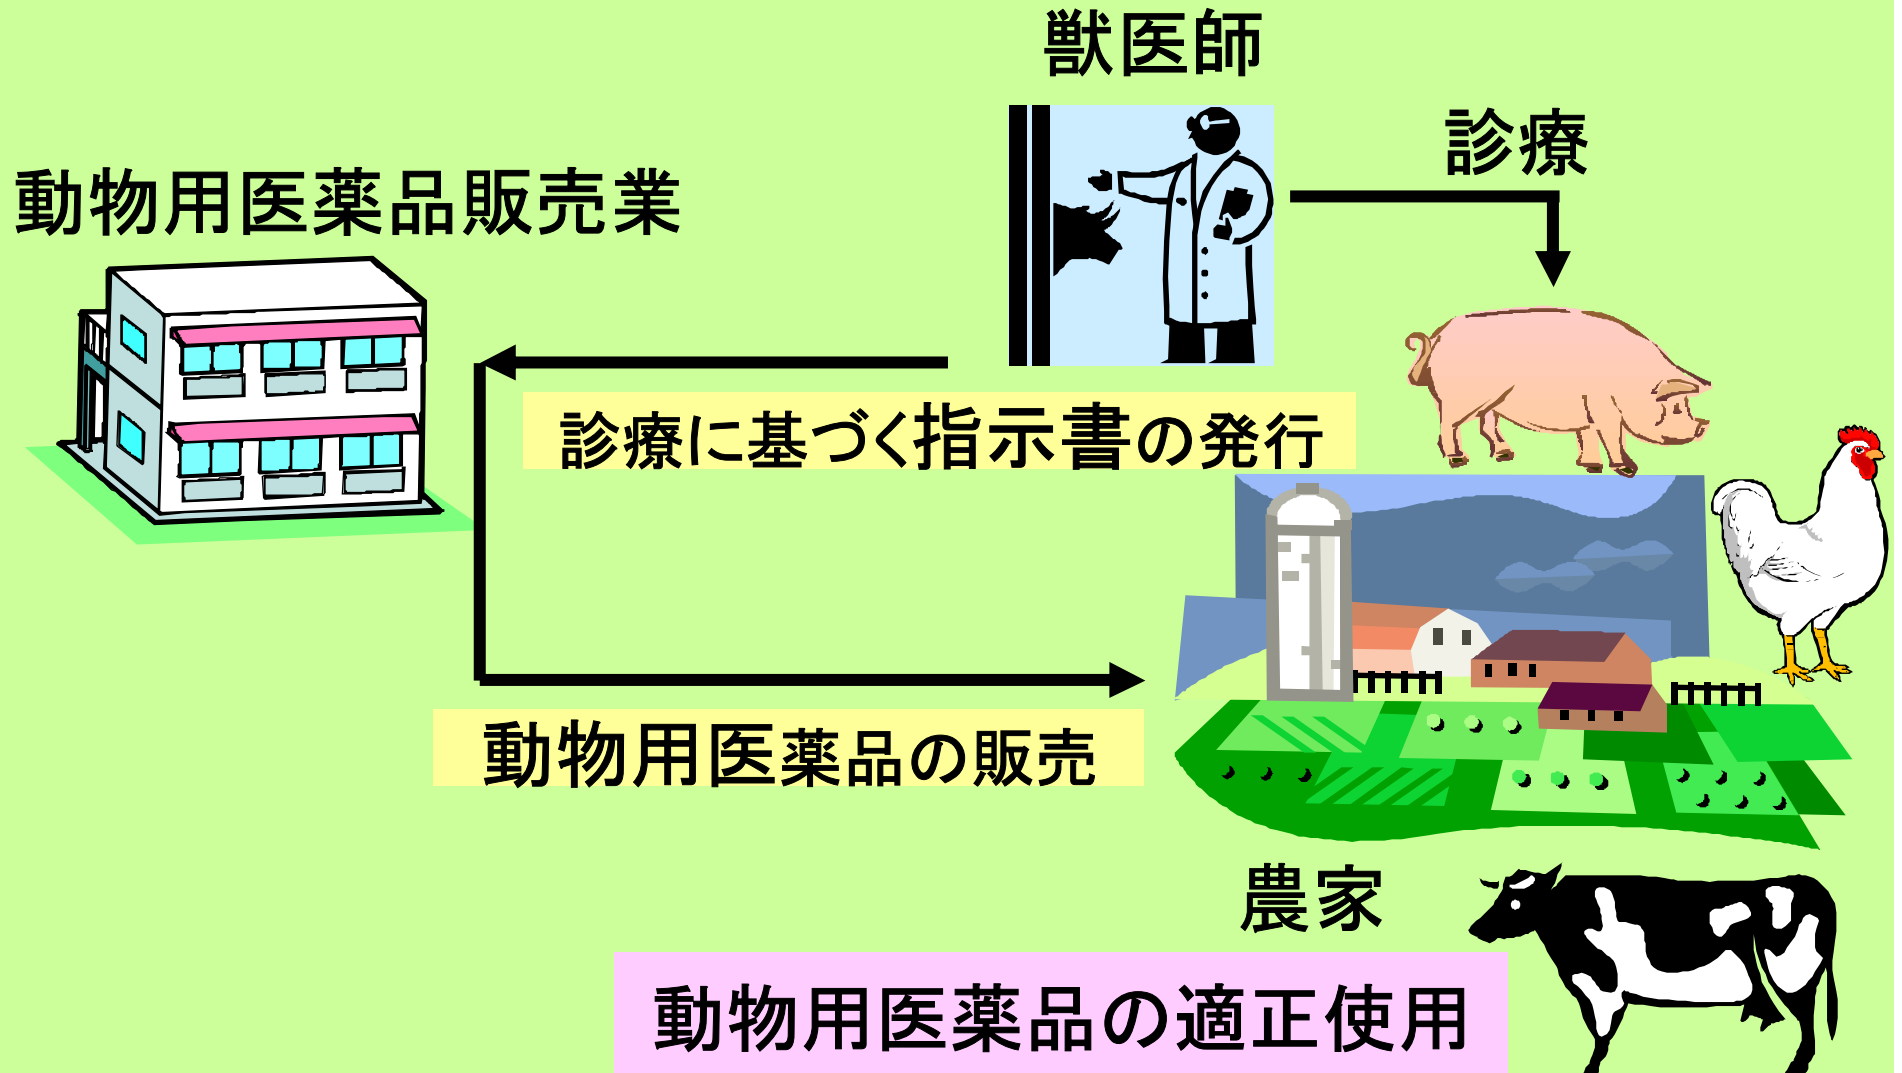 獣医師
診療
動物用医薬品販売業
診療に基づく指示書の発行
動物用医薬品の販売
農家
動物用医薬品の適正使用